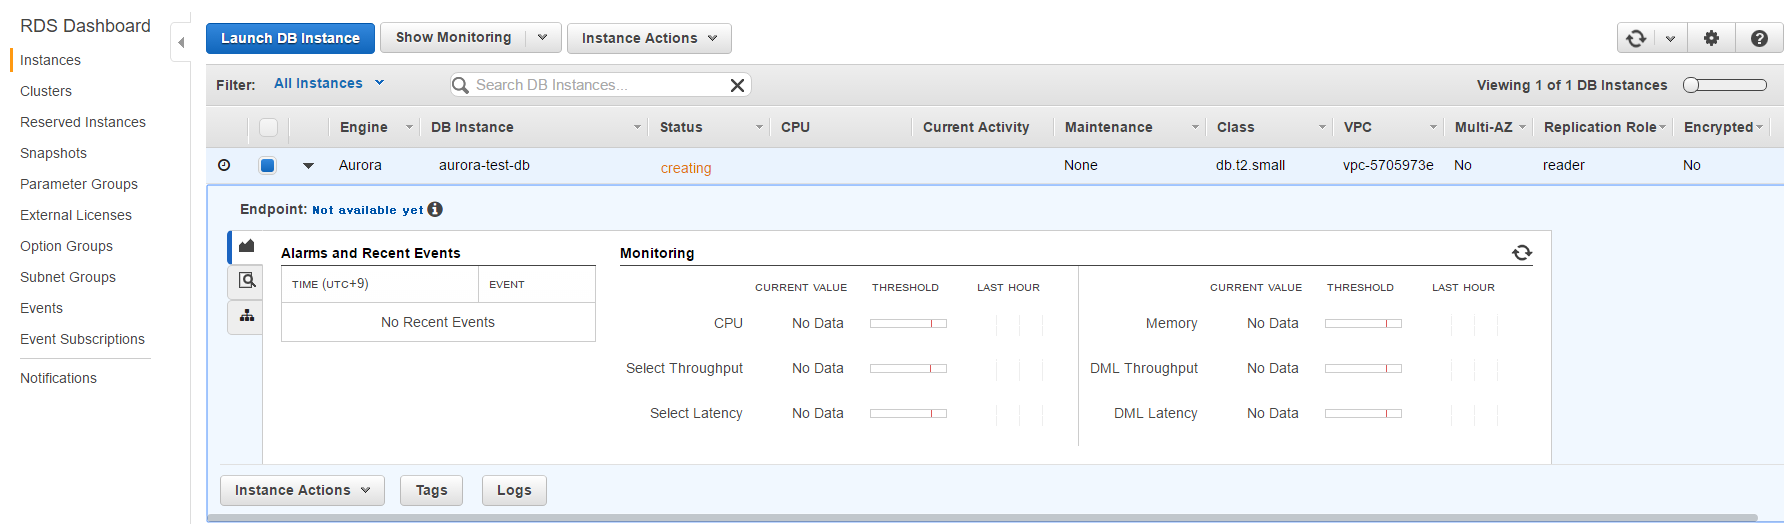 RDS Dashboard
Instances
Clusters
Reserved Instances
Snapshots
Parameter Groups
External Licenses
Option Groups
Subnet Groups
Events
Event Subscriptions
Notifications
Launch DB Instance Show Monitoring Instance Actions
Filter: All Instances Search DB Instances... Viewing 1 of 1 DB Instances
Engine DB Instance Status CPU Current Activity Maintenance Class VPC Multi-AZ Replication Role Encrypted
Aurora aurora-test-db creating None db.t2.small vpc-5705973e No reader No
Endpoint: Not available yet
Alarms and Recent Events
TIME (UTC+9) EVENT
No Recent Events
Monitoring
CURRENT VALUE THRESHOLD LAST HOUR
CPU No Data
Select Throughput No Data
Select Latency No Data
CURRENT VALUE THRESHOLD LAST HOUR
Memory No Data
DML Throughput No Data
DML Latency No Data
Instance Actions Tags Logs